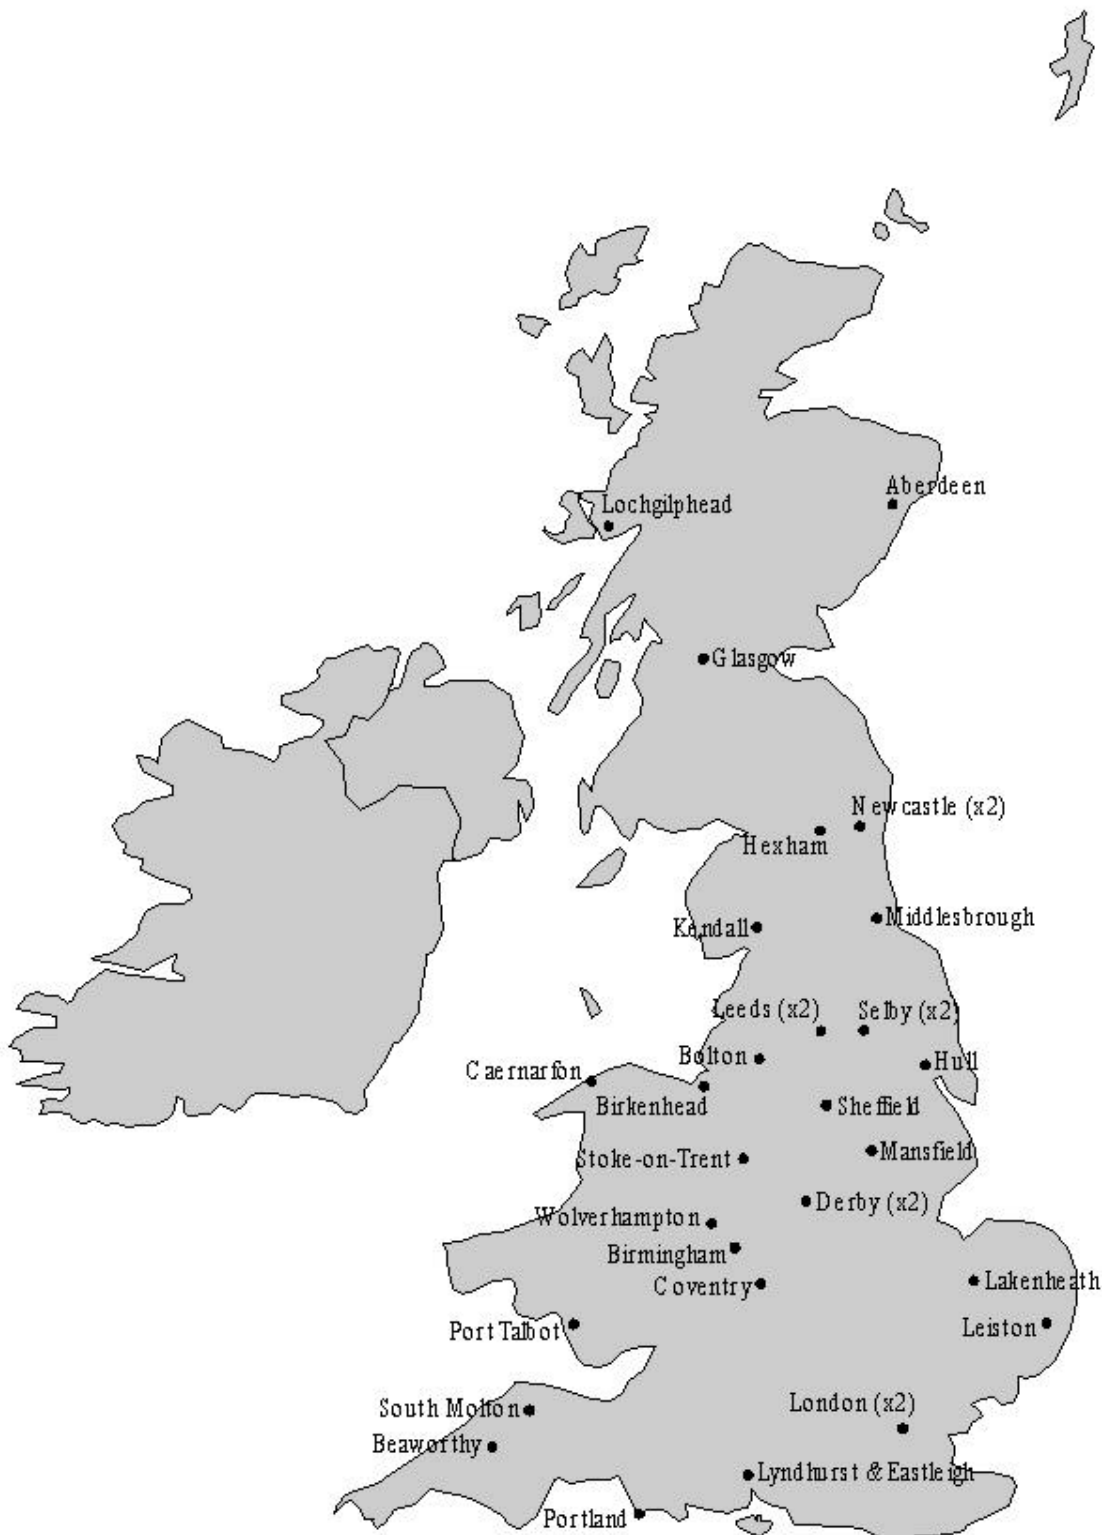 Aberdeen
Lochgilphead
Glasgow
Newcastle (x2)
Hexham
Middlesbrough
Kendall
Leeds (x2)
Selby (x2)
Bolton
Hull
Caernarfon
Birkenhead
Sheffield
Mansfield
Stoke-on-Trent
Derby (x2)
Wolverhampton
Birmingham
Coventry
Lakenheath
Port Talbot
Leiston
London (x2)
South Molton
Beaworthy
Lyndhurst & Eastleigh
Portland